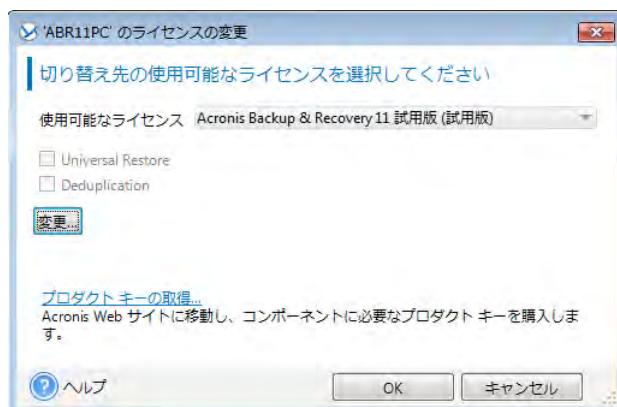 'ABR11PC' のライセンスの変更
切り替え先の使用可能なライセンスを選択してください
使用可能なライセンス Acronis Backup & Recovery 11 試用版 (試用版)
Universal Restore
Deduplication
変更...
プロダクト キーの取得...
Acronis Web サイトに移動し、コンポーネントに必要なプロダクト キーを購入しま
す。
ヘルプ OK キャンセル